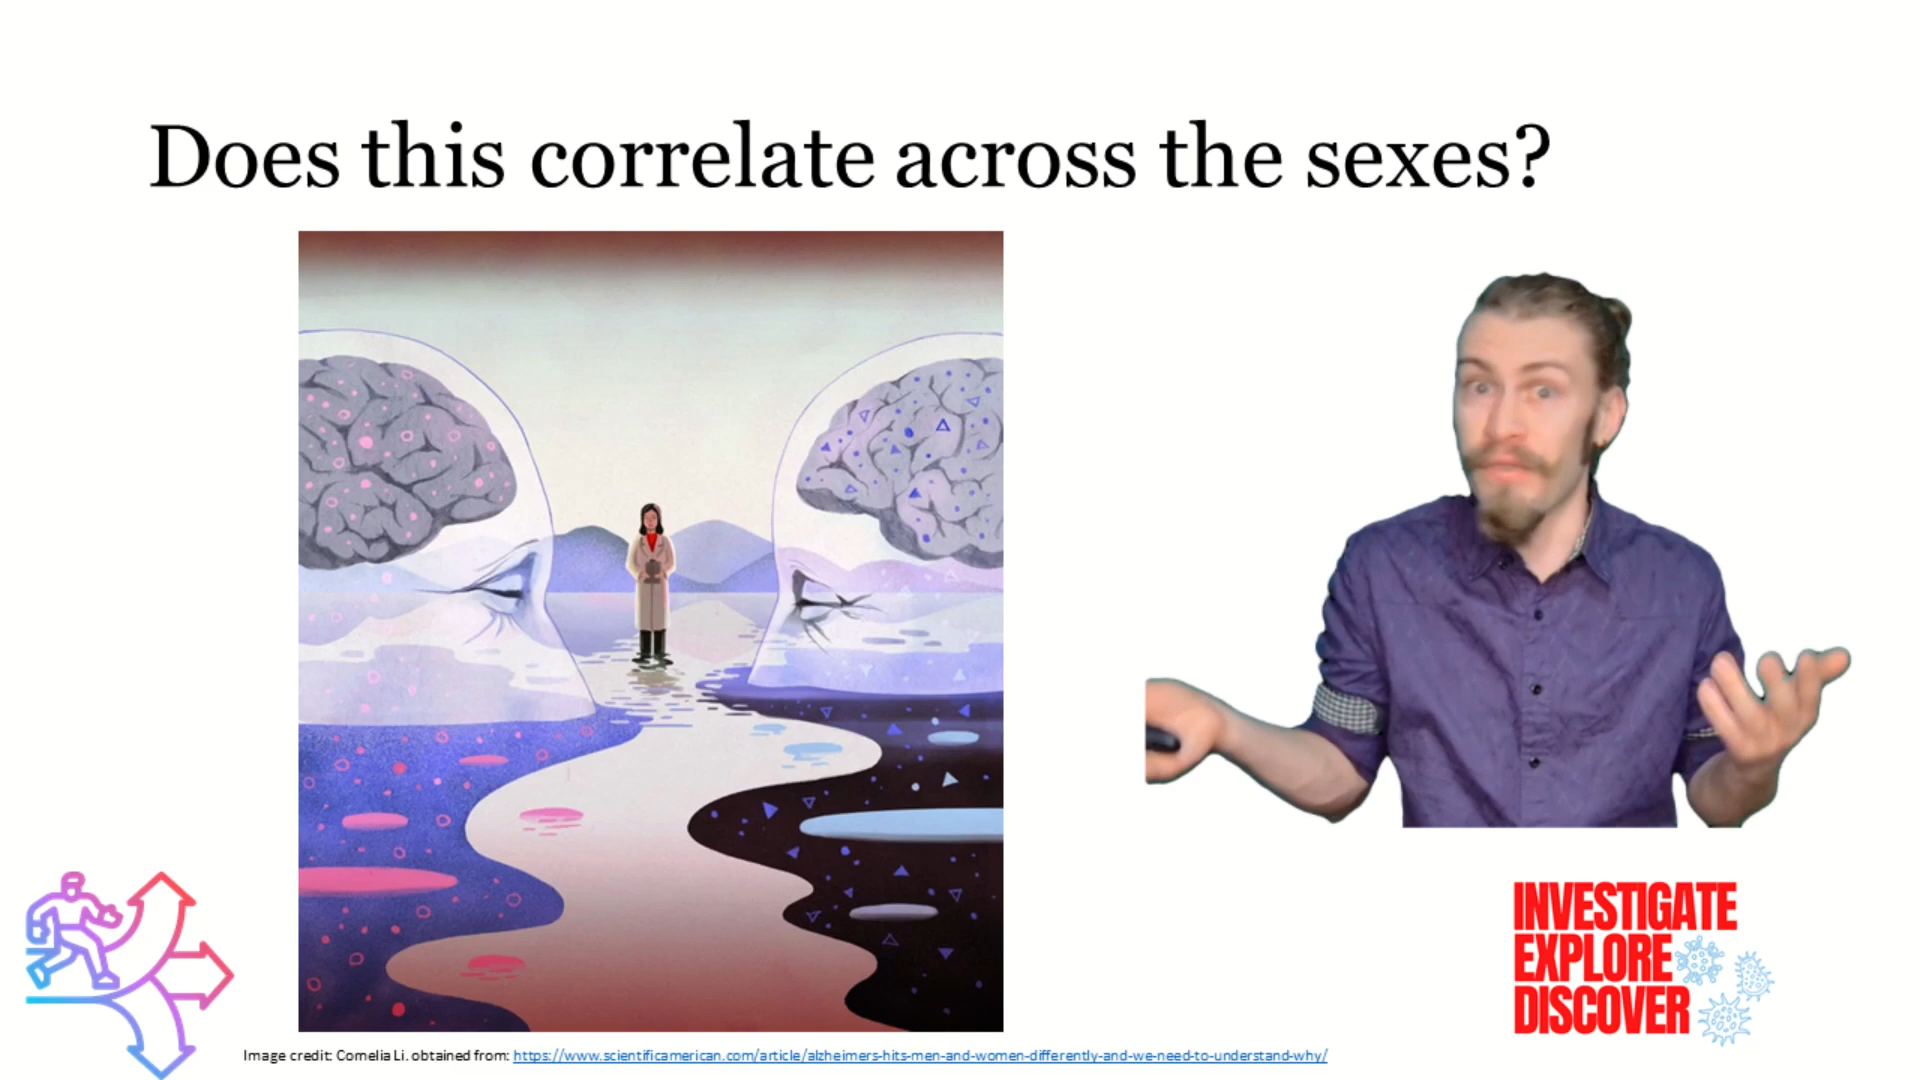 Does this correlate across the sexes?
INVESTIGATE
EXPLORE
DISCOVER
Image credit: Cornelia Li. obtained from: https://www.scientificamerican.com/article/alzheimers-hits-men-and-women-differently-and-we-need-to-understand-why/